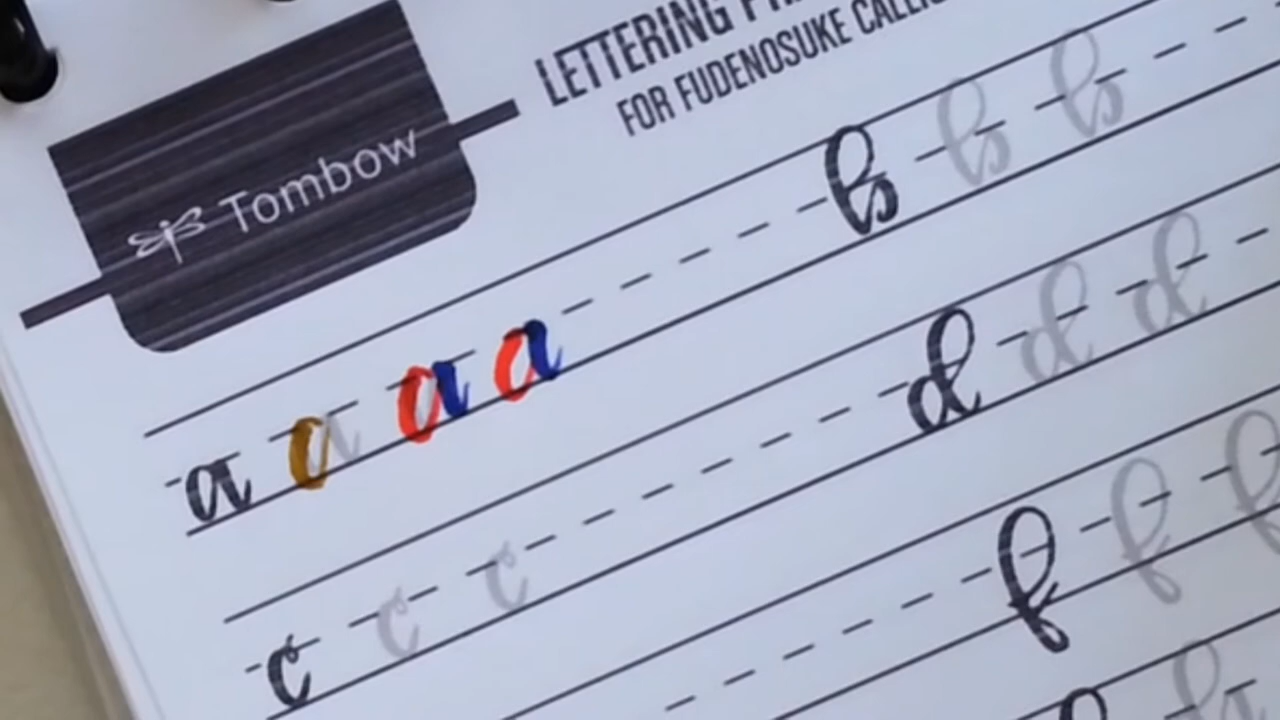 Tombow
LETTERING
FOR FUDENOSUKE
a a a a b b b
c c c d d d
f f f